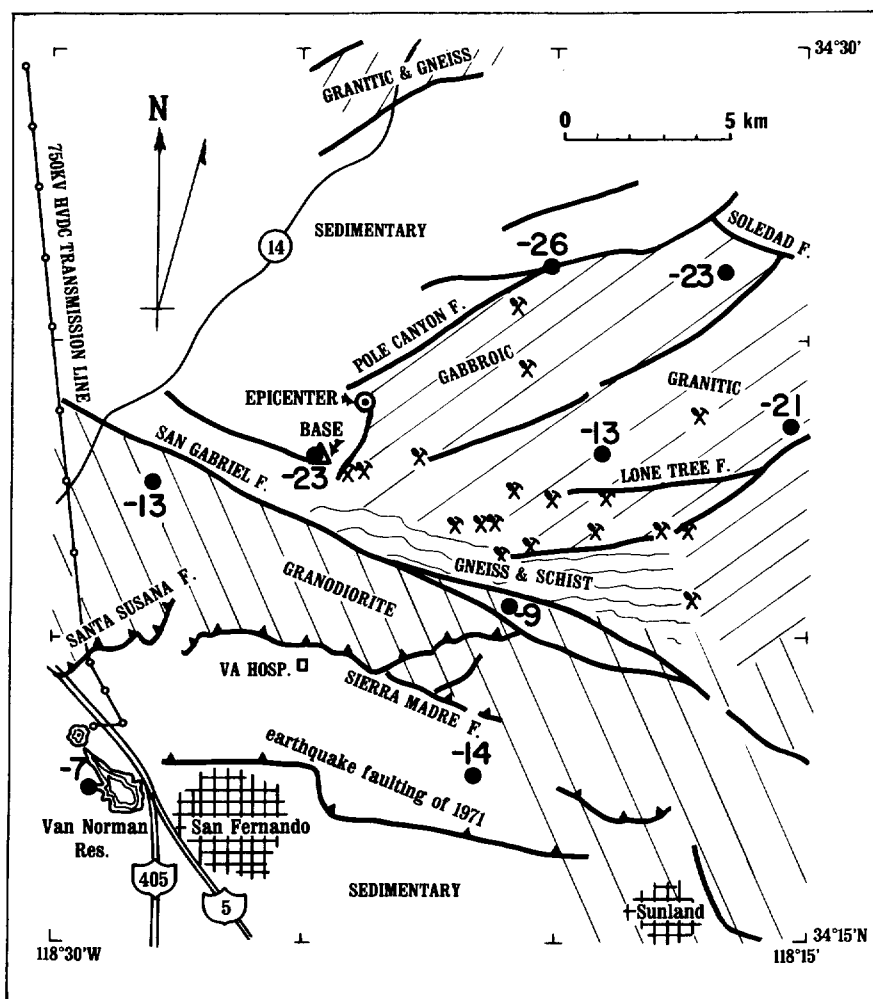 34°30'
GRANITIC & GNEISS
N
0 5 km
750KV HVDC TRANSMISSION LINE
14
SEDIMENTARY
SOLEDAD F.
-26
-23
POLE CANYON F.
GABBROIC
EPICENTER
GRANITIC
BASE
-21
SAN GABRIEL F.
-23
-13
-13
LONE TREE F.
GNEISS & SCHIST
GRANODIORITE
-9
SANTA SUSANA F.
VA HOSP.
SIERRA MADRE F.
-14
earthquake faulting of 1971
-7
Van Norman
Res.
San Fernando
405
5
SEDIMENTARY
Sunland
34°15'N
118°30'W
118°15'